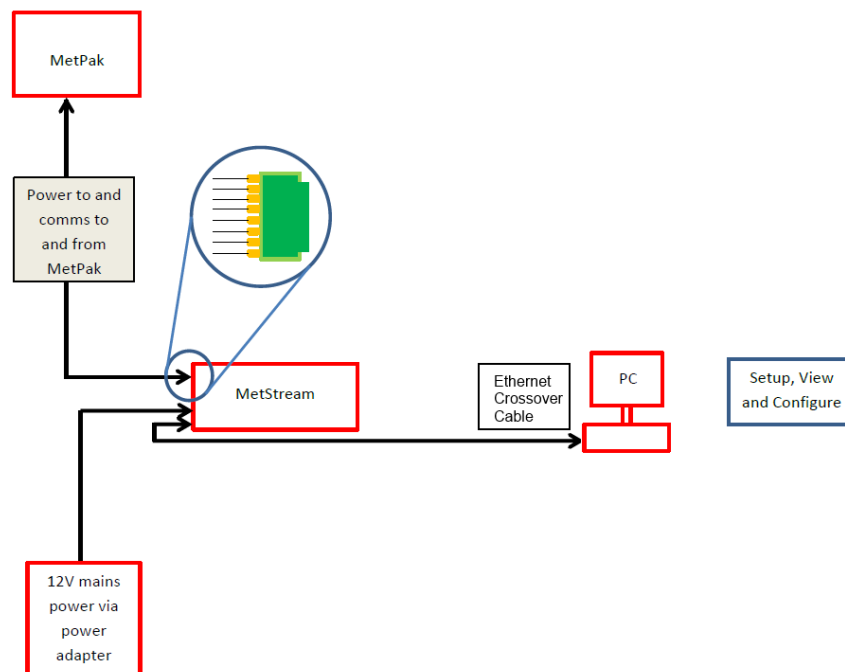 MetPak
Power to and
comms to
and from
MetPak
MetStream
Ethernet
Crossover
Cable
PC
Setup, View
and Configure
12V mains
power via
power
adapter